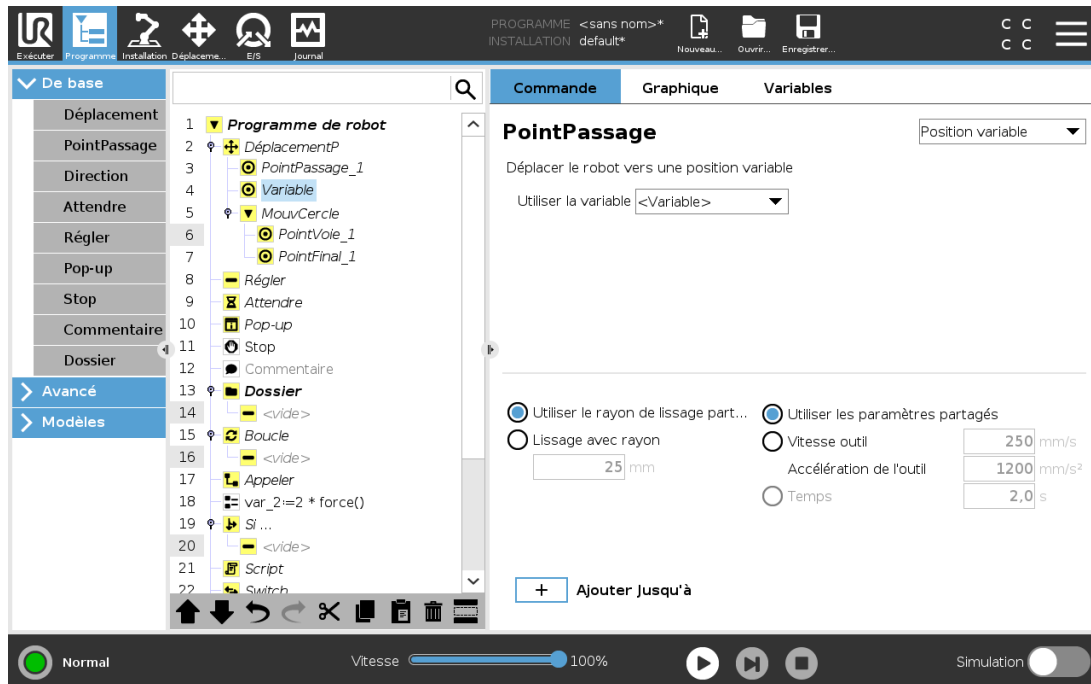 PROGRAMME <sans nom>*
INSTALLATION default*
Exécuter Programme Installation Déplaceme... E/S Journal
Nouveau... Ouvrir... Enregistrer...
C C
C C
De base
Déplacement
PointPassage
Direction
Attendre
Régler
Pop-up
Stop
Commentaire
Dossier
Avancé
Modèles
1 Programme de robot
2 DéplacementP
3 PointPassage_1
4 Variable
5 MouvCercle
6 PointVoie_1
7 PointFinal_1
8 Régler
9 Attendre
10 Pop-up
11 Stop
12 Commentaire
13 Dossier
14 <vide>
15 Boucle
16 <vide>
17 Appeler
18 var_2:=2 * force()
19 Si ...
20 <vide>
21 Script
22 Switch
Commande Graphique Variables
PointPassage
Position variable
Déplacer le robot vers une position variable
Utiliser la variable <Variable>
Utiliser le rayon de lissage part...
Lissage avec rayon
25 mm
Utiliser les paramètres partagés
Vitesse outil 250 mm/s
Accélération de l'outil 1200 mm/s²
Temps 2,0 s
+ Ajouter Jusqu'à
Normal
Vitesse 100%
Simulation